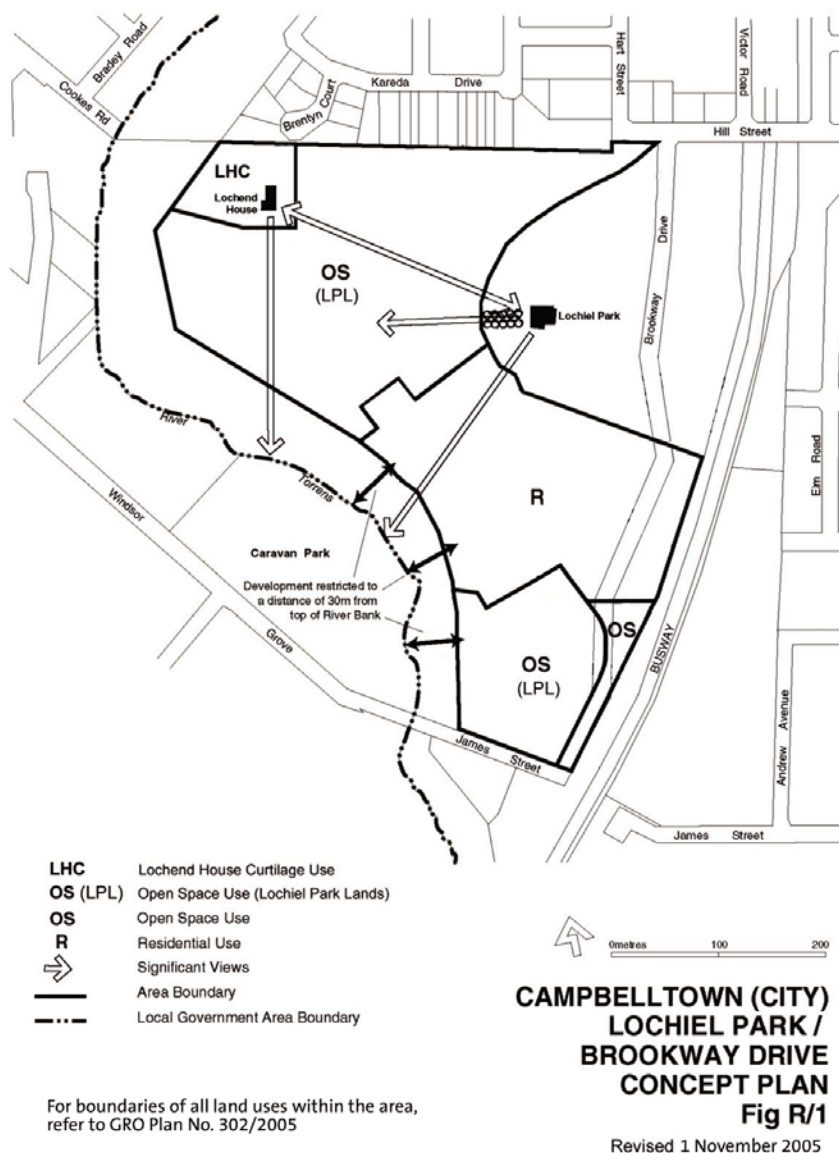 Bradey Road
Cookes Rd
Brentyn Court
Kareda Drive
Hart Street
Victor Road
Hill Street
LHC
Lochend
House
OS
(LPL)
Lochiel Park
Brookway Drive
River Torrens
Windsor Grove
Caravan Park
Development restricted to
a distance of 30m from
top of River Bank
R
OS
OS
(LPL)
BUSWAY
Elm Road
Andrew Avenue
James Street
James Street
LHC Lochend House Curtilage Use
OS (LPL) Open Space Use (Lochiel Park Lands)
OS Open Space Use
R Residential Use
Significant Views
Area Boundary
Local Government Area Boundary
0metres 100 200
CAMPBELLTOWN (CITY)
LOCHIEL PARK /
BROOKWAY DRIVE
CONCEPT PLAN
Fig R/1
Revised 1 November 2005
For boundaries of all land uses within the area,
refer to GRO Plan No. 302/2005